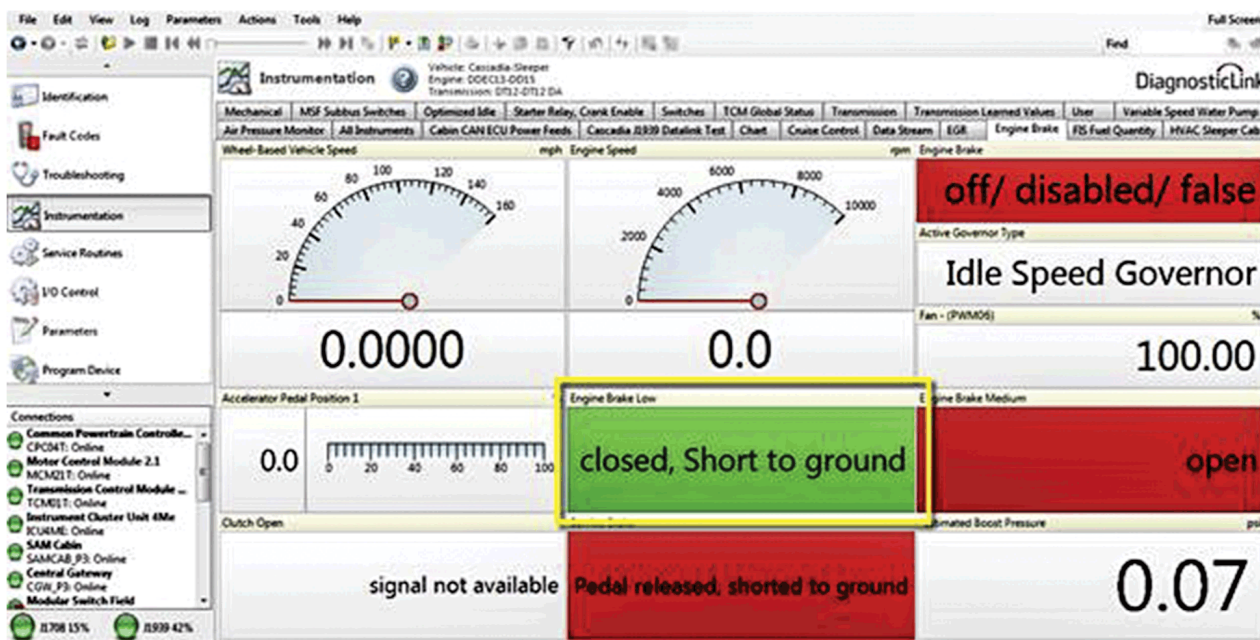 File Edit View Log Parameters Actions Tools Help
Full Screen
Find
Identification
Fault Codes
Troubleshooting
Instrumentation
Service Routines
I/O Control
Parameters
Program Device
Connections
Common Powertrain Controlle...
CPC04T: Online
Motor Control Module 2.1
MCM21T: Online
Transmission Control Module ...
TCM01T: Online
Instrument Cluster Unit 4Me
ICU4ME: Online
SAM Cabin
SAMCAB_P3: Online
Central Gateway
CGW_P3: Online
Modular Switch Field
J1708 15% J1939 42%
Instrumentation
Vehicle: Cascadia-Sleeper
Engine: DDEC13-DD15
Transmission: DT12-DT12 DA
DiagnosticLink
Mechanical MSF Subbus Switches Optimized Idle Starter Relay, Crank Enable Switches TCM Global Status Transmission Transmission Learned Values User Variable Speed Water Pump
Air Pressure Monitor All Instruments Cabin CAN ECU Power Feeds Cascadia J1939 Datalink Test Chart Cruise Control Data Stream EGR Engine Brake FIS Fuel Quantity HVAC Sleeper Cab
Wheel-Based Vehicle Speed mph
0 20 40 60 80 100 120 140 160
0.0000
Engine Speed rpm
0 2000 4000 6000 8000 10000
0.0
Engine Brake
off/ disabled/ false
Active Governor Type
Idle Speed Governor
Fan - (PWM06) %
100.00
Accelerator Pedal Position 1
0.0
0 20 40 60 80 100
Engine Brake Low
closed, Short to ground
Engine Brake Medium
open
Clutch Open
signal not available
Pedal released, shorted to ground
Estimated Boost Pressure psi
0.07